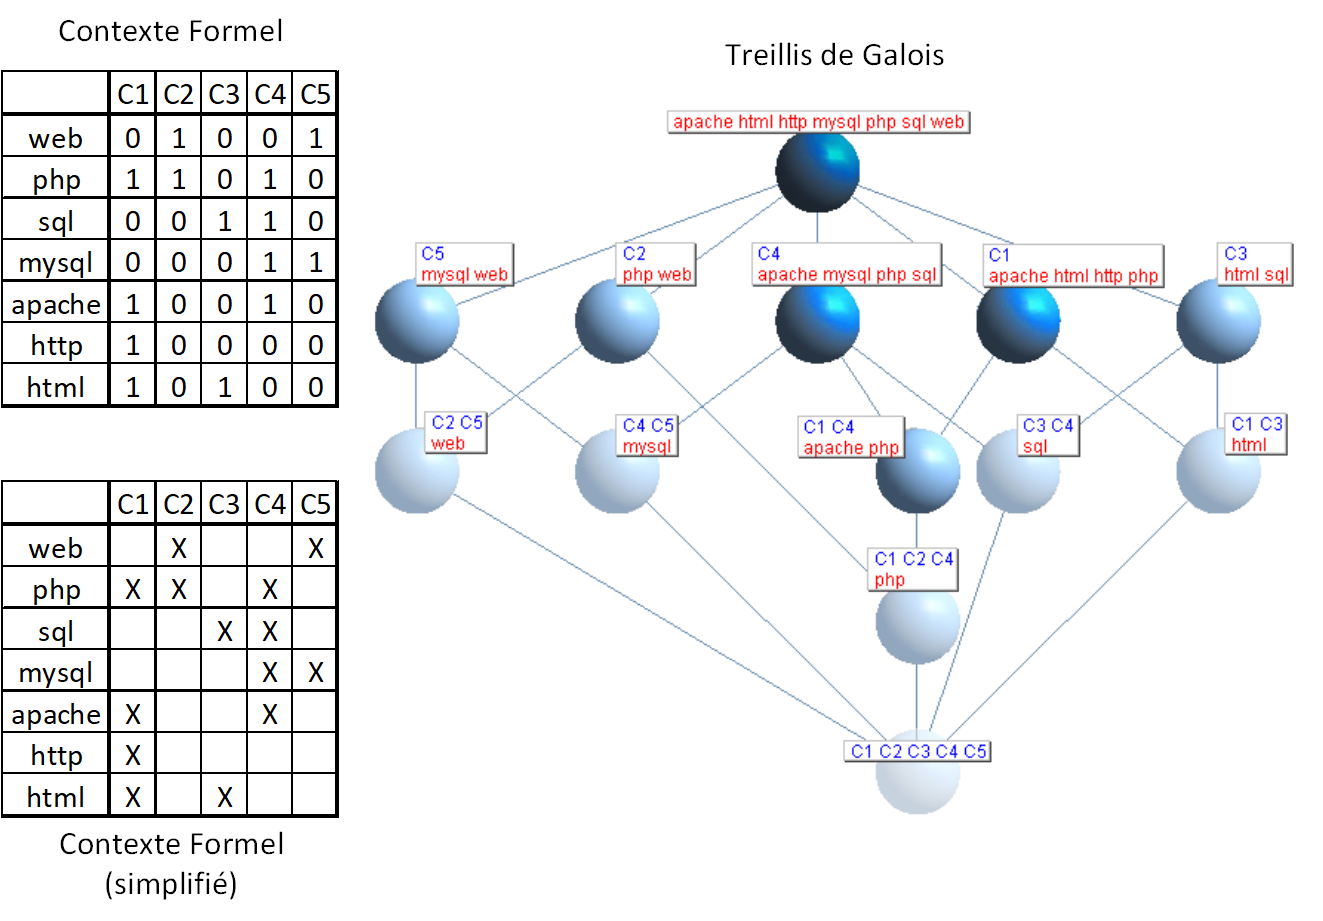 Contexte Formel
C1 C2 C3 C4 C5
web 0 1 0 0 1
php 1 1 0 1 0
sql 0 0 1 1 0
mysql 0 0 0 1 1
apache 1 0 0 1 0
http 1 0 0 0 0
html 1 0 1 0 0
C1 C2 C3 C4 C5
web X X
php X X X
sql X X
mysql X X
apache X X
http X
html X X
Contexte Formel
(simplifié)
Treillis de Galois
apache html http mysql php sql web
C5
mysql web
C2
php web
C4
apache mysql php sql
C1
apache html http php
C3
html sql
C2 C5
web
C4 C5
mysql
C1 C4
apache php
C3 C4
sql
C1 C3
html
C1 C2 C4
php
C1 C2 C3 C4 C5